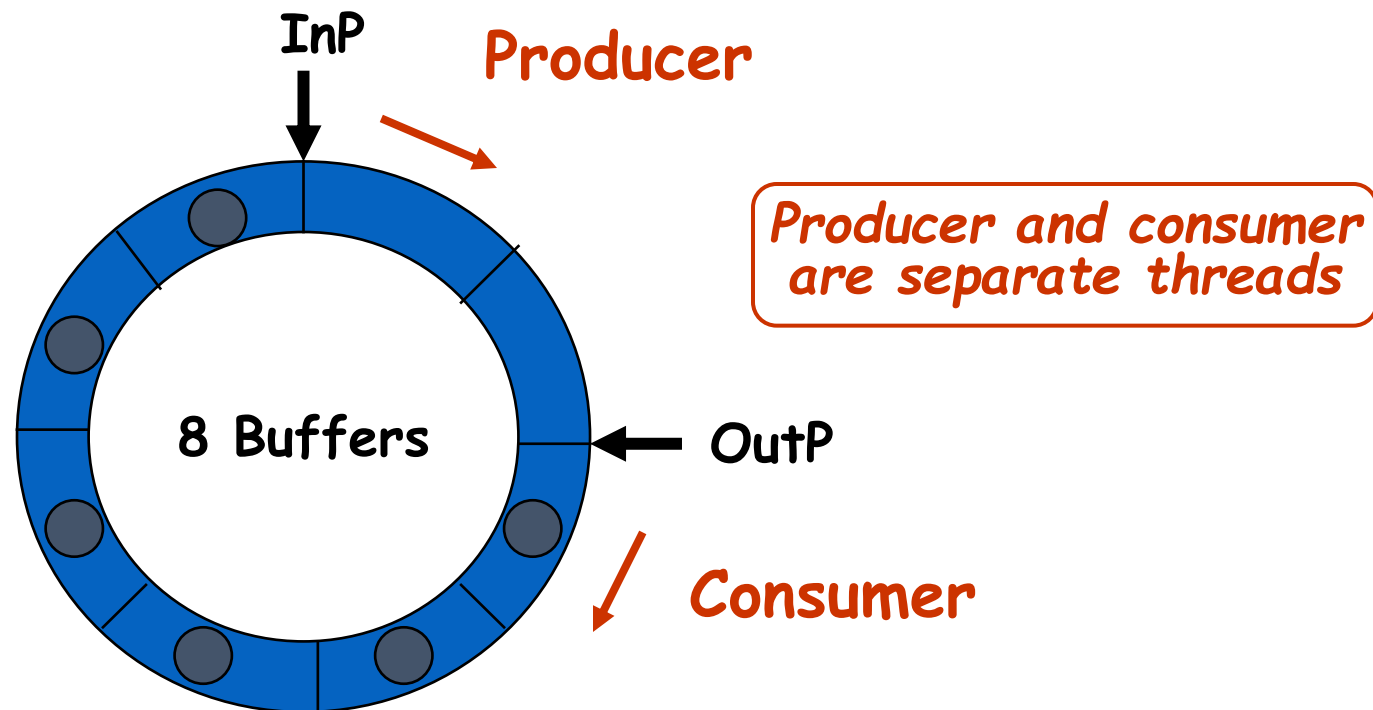 InP
Producer
Producer and consumer
are separate threads
8 Buffers
OutP
Consumer